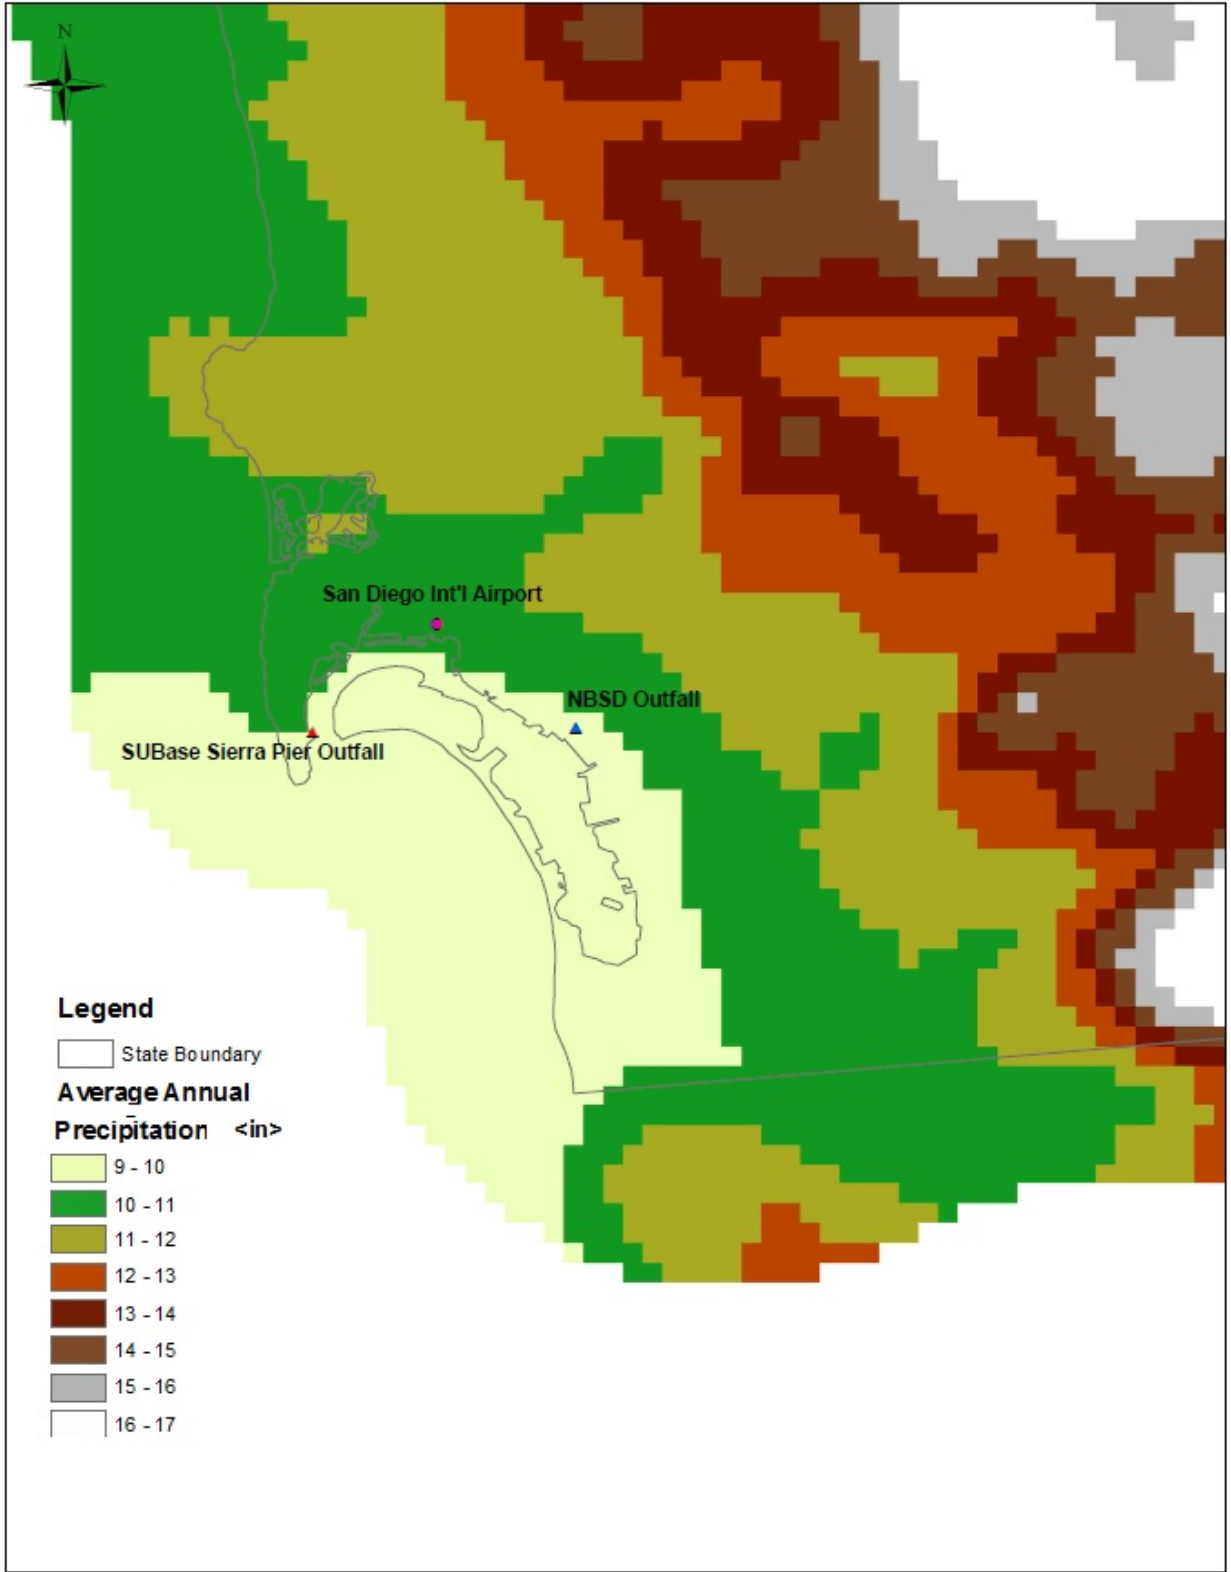 N
San Diego Int'l Airport
NBSD Outfall
SUBase Sierra Pier Outfall
Legend
State Boundary
Average Annual
Precipitation <in>
9 - 10
10 - 11
11 - 12
12 - 13
13 - 14
14 - 15
15 - 16
16 - 17